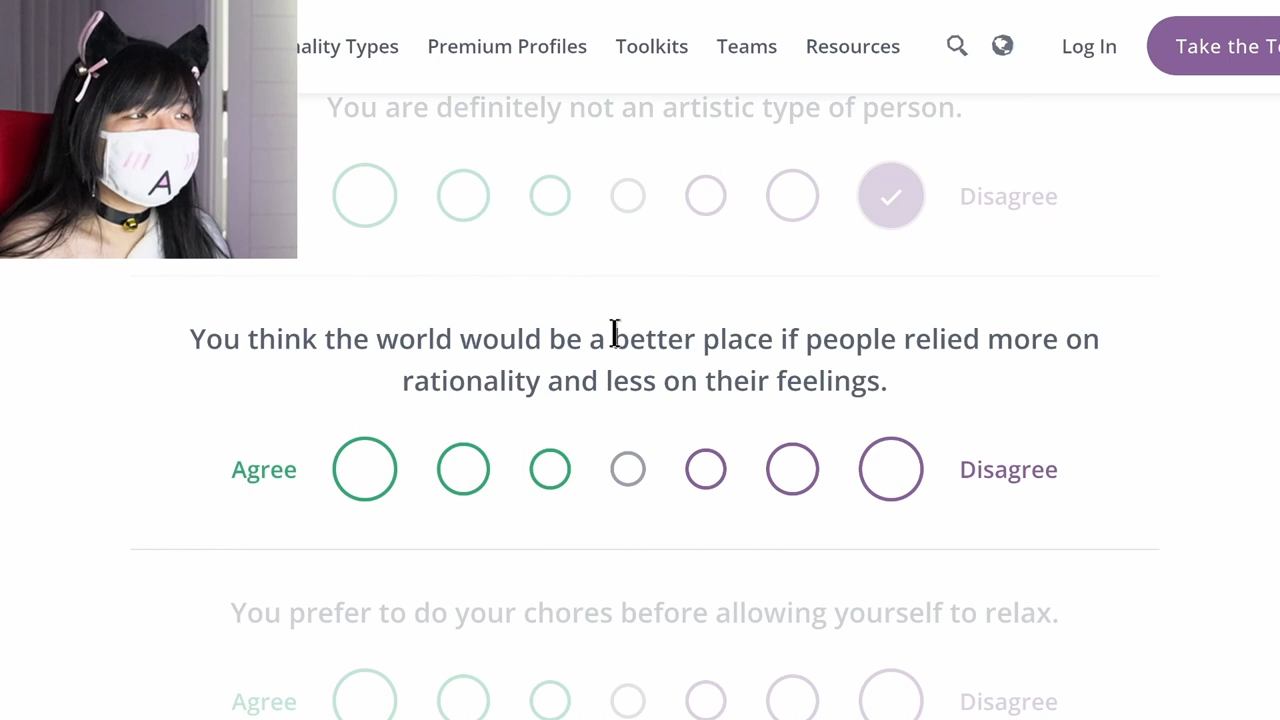 nality Types Premium Profiles Toolkits Teams Resources Log In Take the Te
You are definitely not an artistic type of person.
Disagree
You think the world would be a better place if people relied more on
rationality and less on their feelings.
Agree Disagree
You prefer to do your chores before allowing yourself to relax.
Agree Disagree